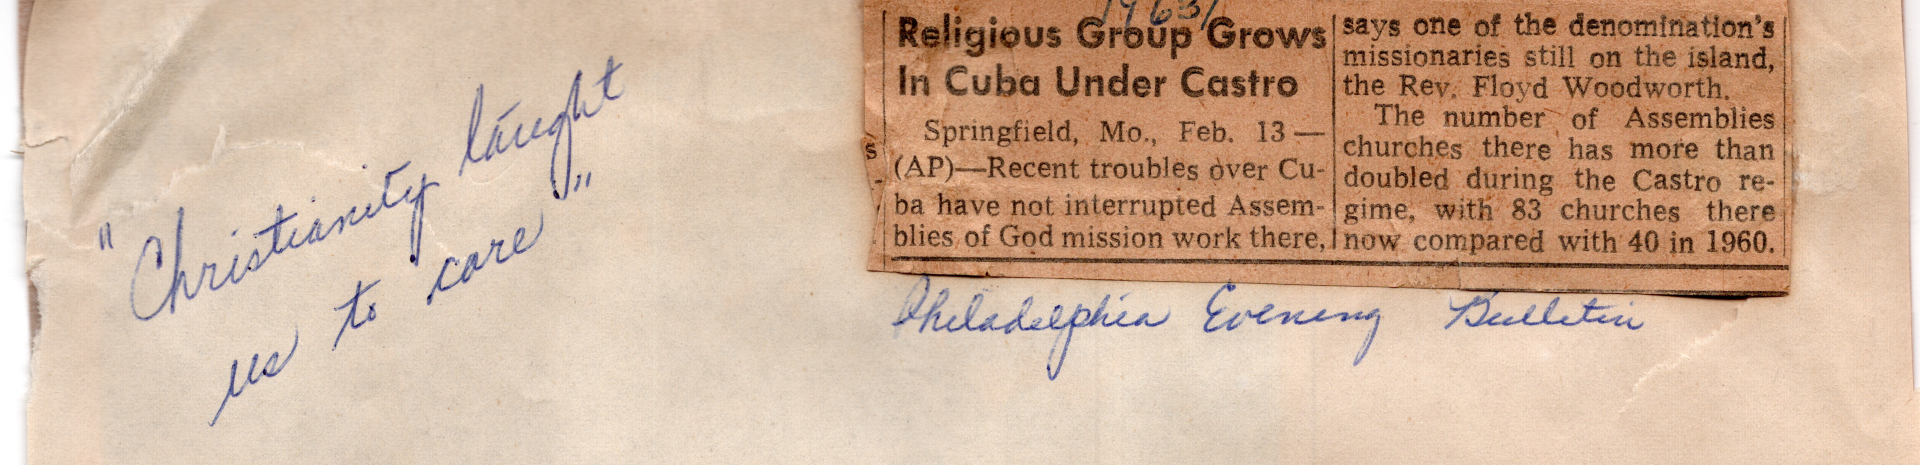 "Christianity taught
us to care"
1963
Religious Group Grows
In Cuba Under Castro
Springfield, Mo., Feb. 13 —
(AP)—Recent troubles over Cu-
ba have not interrupted Assem-
blies of God mission work there,
says one of the denomination's
missionaries still on the island,
the Rev. Floyd Woodworth.
The number of Assemblies
churches there has more than
doubled during the Castro re-
gime, with 83 churches there
now compared with 40 in 1960.
s
-
Philadelphia Evening Bulletin